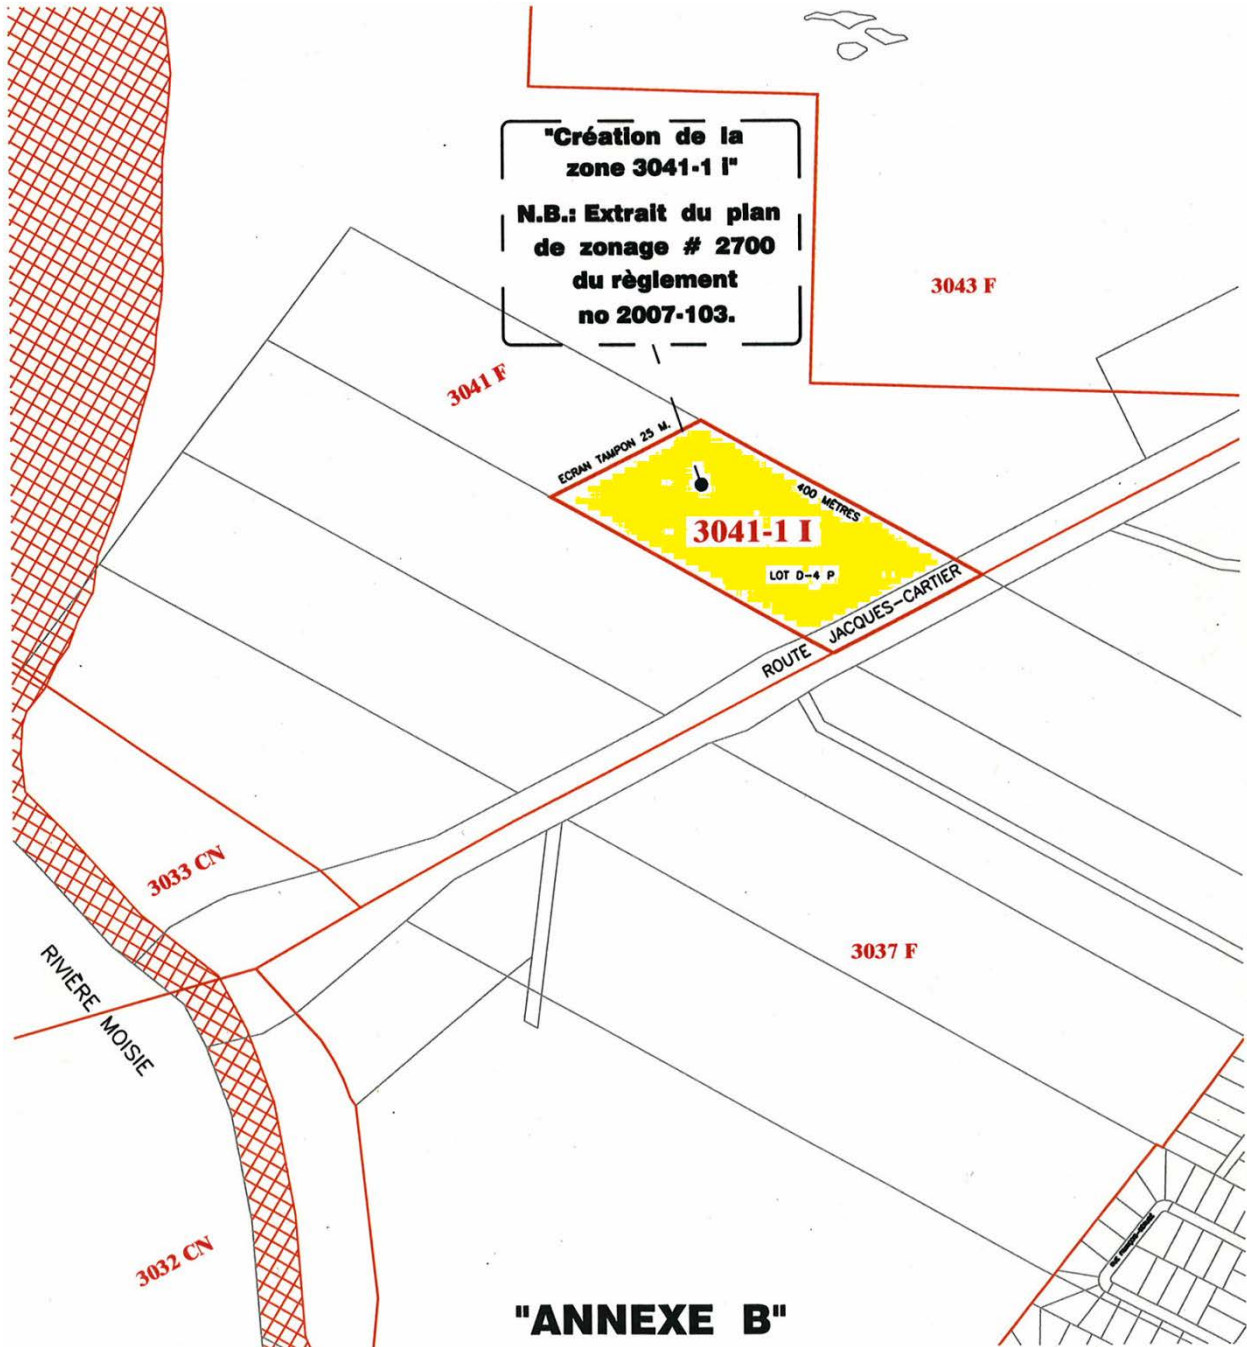 "Création de la
zone 3041-1 I"
N.B.: Extrait du plan
de zonage # 2700
du règlement
no 2007-103.
3043 F
3041 F
ECRAN TAMPON 25 M.
400 MÈTRES
3041-1 I
LOT D-4 P
ROUTE JACQUES-CARTIER
3033 CN
RIVIÈRE MOISIE
3037 F
3032 CN
"ANNEXE B"